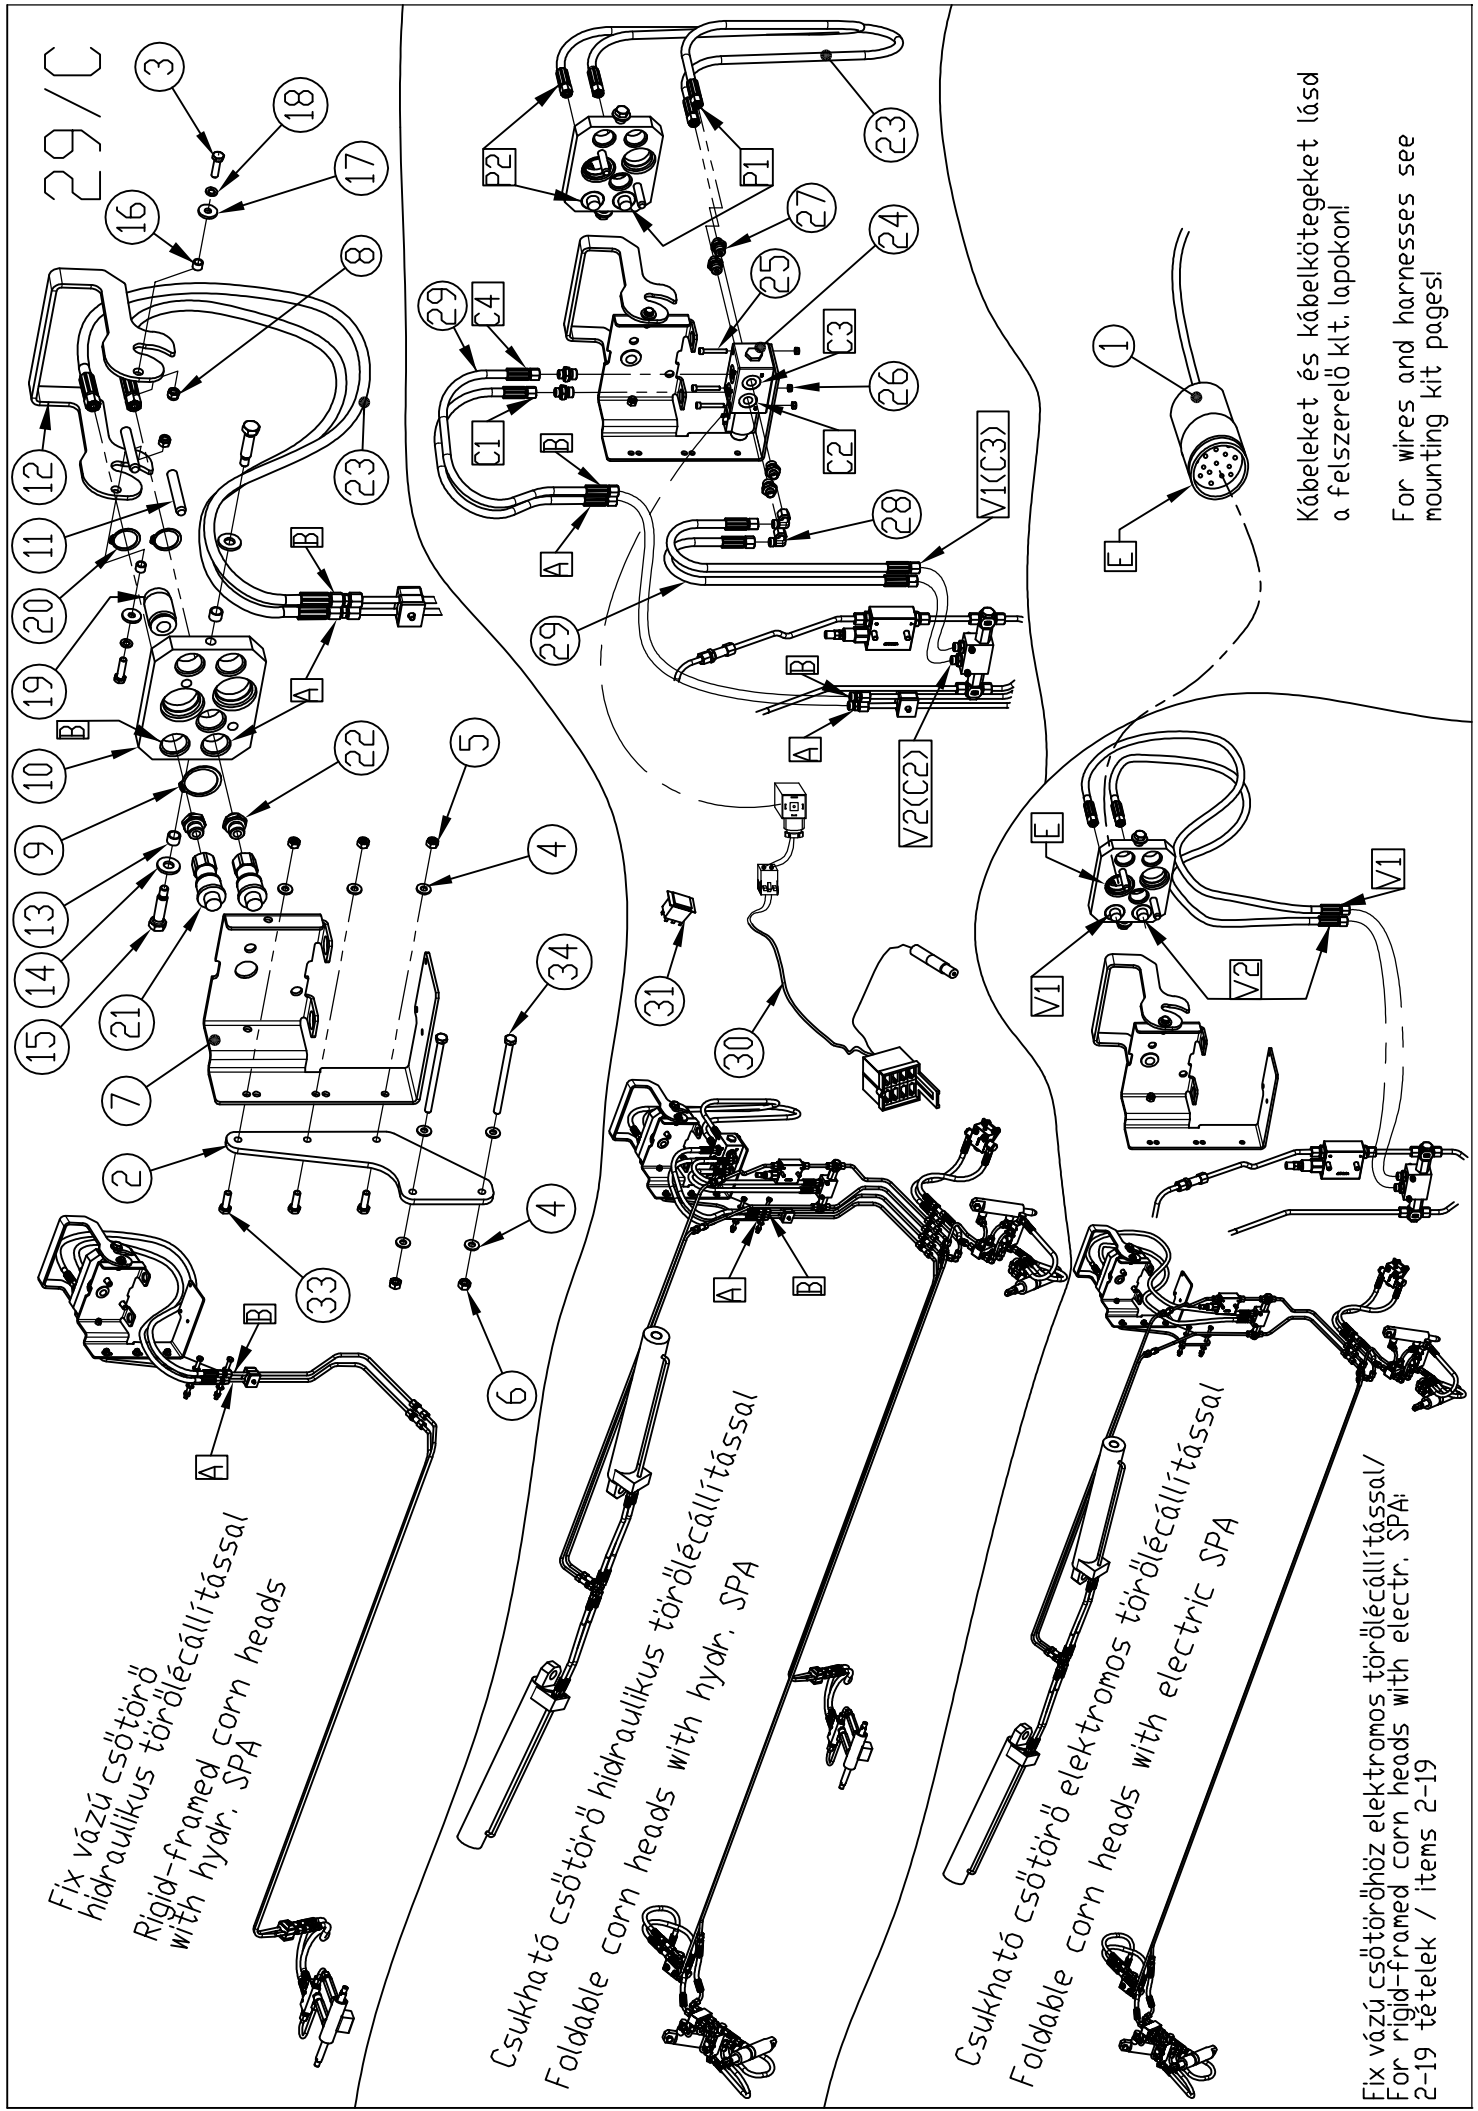 29/C
Fix vázú csőtörő
hidraulikus törőlécállítással
Rigid-framed corn heads
with hydr. SPA
A
B
33
2
7
15
14
13
9
10
19
20
11
12
16
3
18
17
8
23
21
22
5
4
34
4
6
B
A
A
B
Csukható csőtörő hidraulikus törőlécállítással
Foldable corn heads with hydr. SPA
A
B
30
31
29
C4
C1
B
A
29
28
V1(C3)
V2(C2)
A
B
C2
C3
26
25
24
27
P2
P1
23
Csukható csőtörő elektromos törőlécállítással
Foldable corn heads with electric SPA
V1
V2
V1
E
E
1
Kábeleket és kábelkötegeket lásd
a felszerelő klt. lapokon!
For wires and harnesses see
mounting kit pages!
Fix vázú csőtörőhöz elektromos törőlécállítással/
For rigid-framed corn heads with electr. SPA:
2-19 tételek / items 2-19